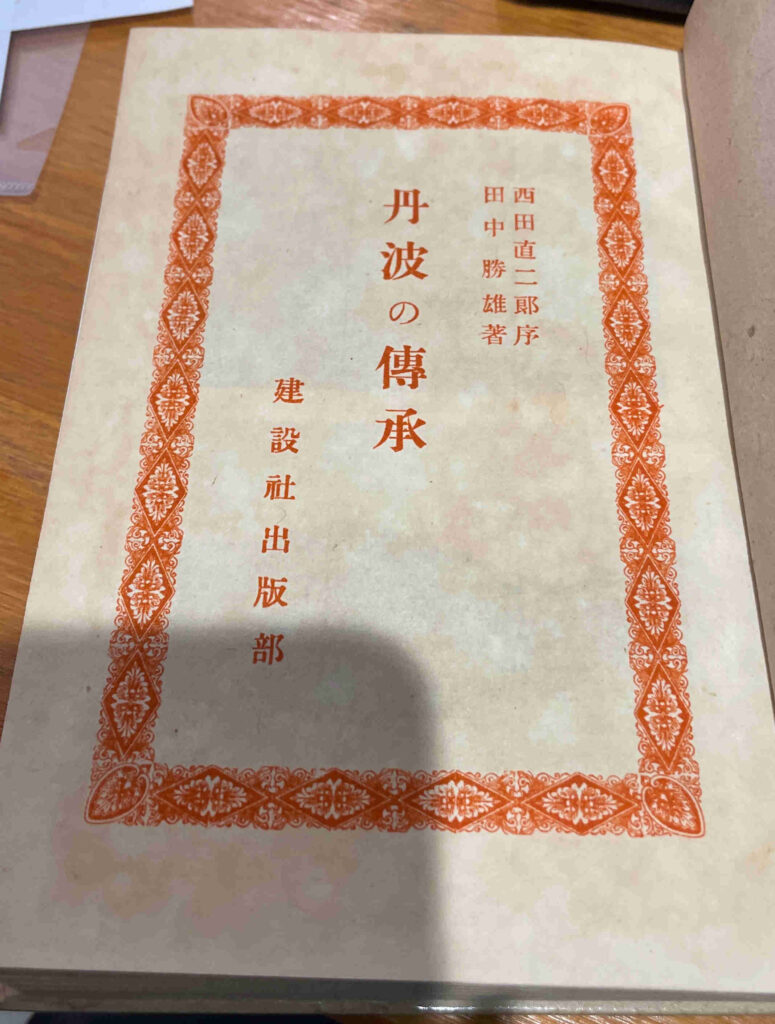 西田直二郞序
田中勝雄著
丹波の傳承
建設社出版部